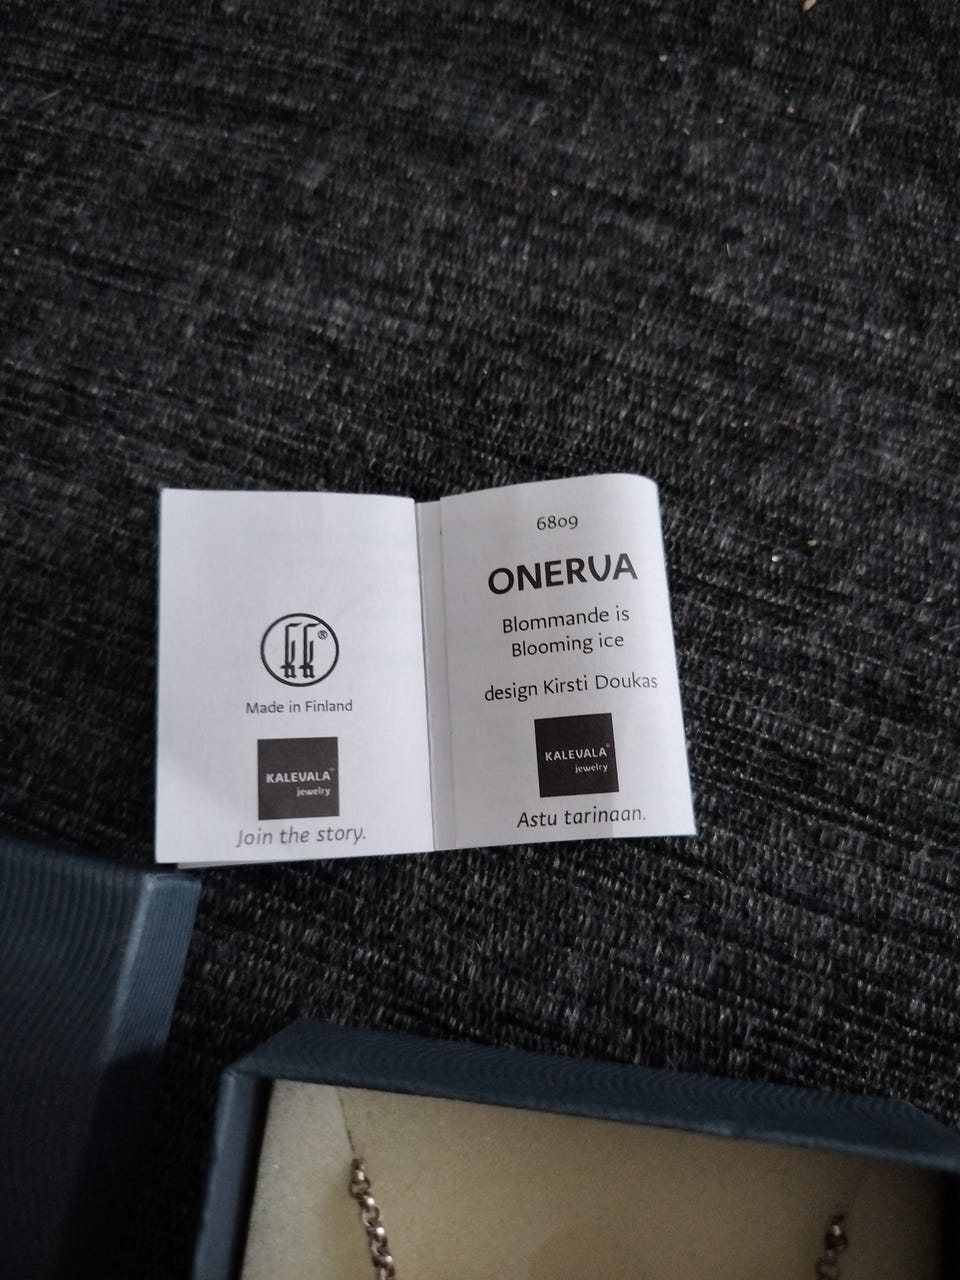 Made in Finland
KALEVALA™
jewelry
Join the story.
6809
ONERVA
Blommande is
Blooming ice
design Kirsti Doukas
KALEVALA®
jewelry
Astu tarinaan.